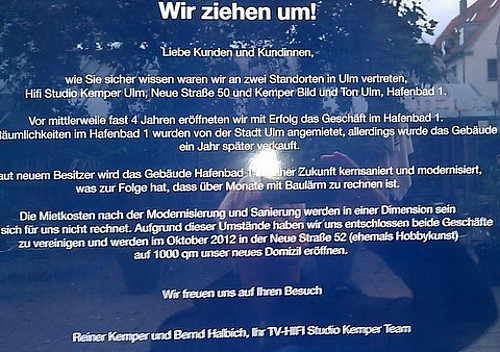 Wir ziehen um!
Liebe Kunden und Kundinnen,
wie Sie sicher wissen waren wir an zwei Standorten in Ulm vertreten,
Hifi Studio Kemper Ulm, Neue Straße 50 und Kemper Bild und Ton Ulm, Hafenbad 1.
Vor mittlerweile fast 4 Jahren eröffneten wir mit Erfolg das Geschäft im Hafenbad 1.
äumlichkeiten im Hafenbad 1 wurden von der Stadt Ulm angemietet, allerdings wurde das Gebäude
ein Jahr später verkauft.
aut neuem Besitzer wird das Gebäude Hafenbad 1 Zukunft kernsaniert und modernisiert,
was zur Folge hat, dass über Monate mit Baulärm zu rechnen ist.
Die Mietkosten nach der Modernisierung und Sanierung werden in einer Dimension sein
sich für uns nicht rechnet. Aufgrund dieser Umstände haben wir uns entschlossen beide Geschäfte
zu vereinigen und werden im Oktober 2012 in der Neue Straße 52 (ehemals Hobbykunst)
auf 1000 qm unser neues Domizil eröffnen.
Wir freuen uns auf Ihren Besuch
Reiner Kemper und Bernd Halbich, Ihr TV-HIFI Studio Kemper Team